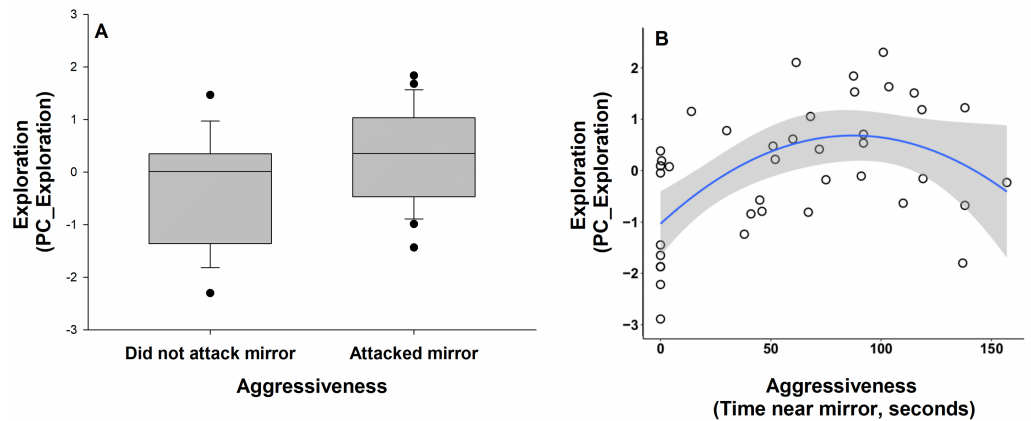 A
3
2
1
0
-1
-2
-3
Exploration
(PC_Exploration)
Did not attack mirror
Attacked mirror
Aggressiveness
B
2
1
0
−1
−2
−3
Exploration
(PC_Exploration)
0
50
100
150
Aggressiveness
(Time near mirror, seconds)